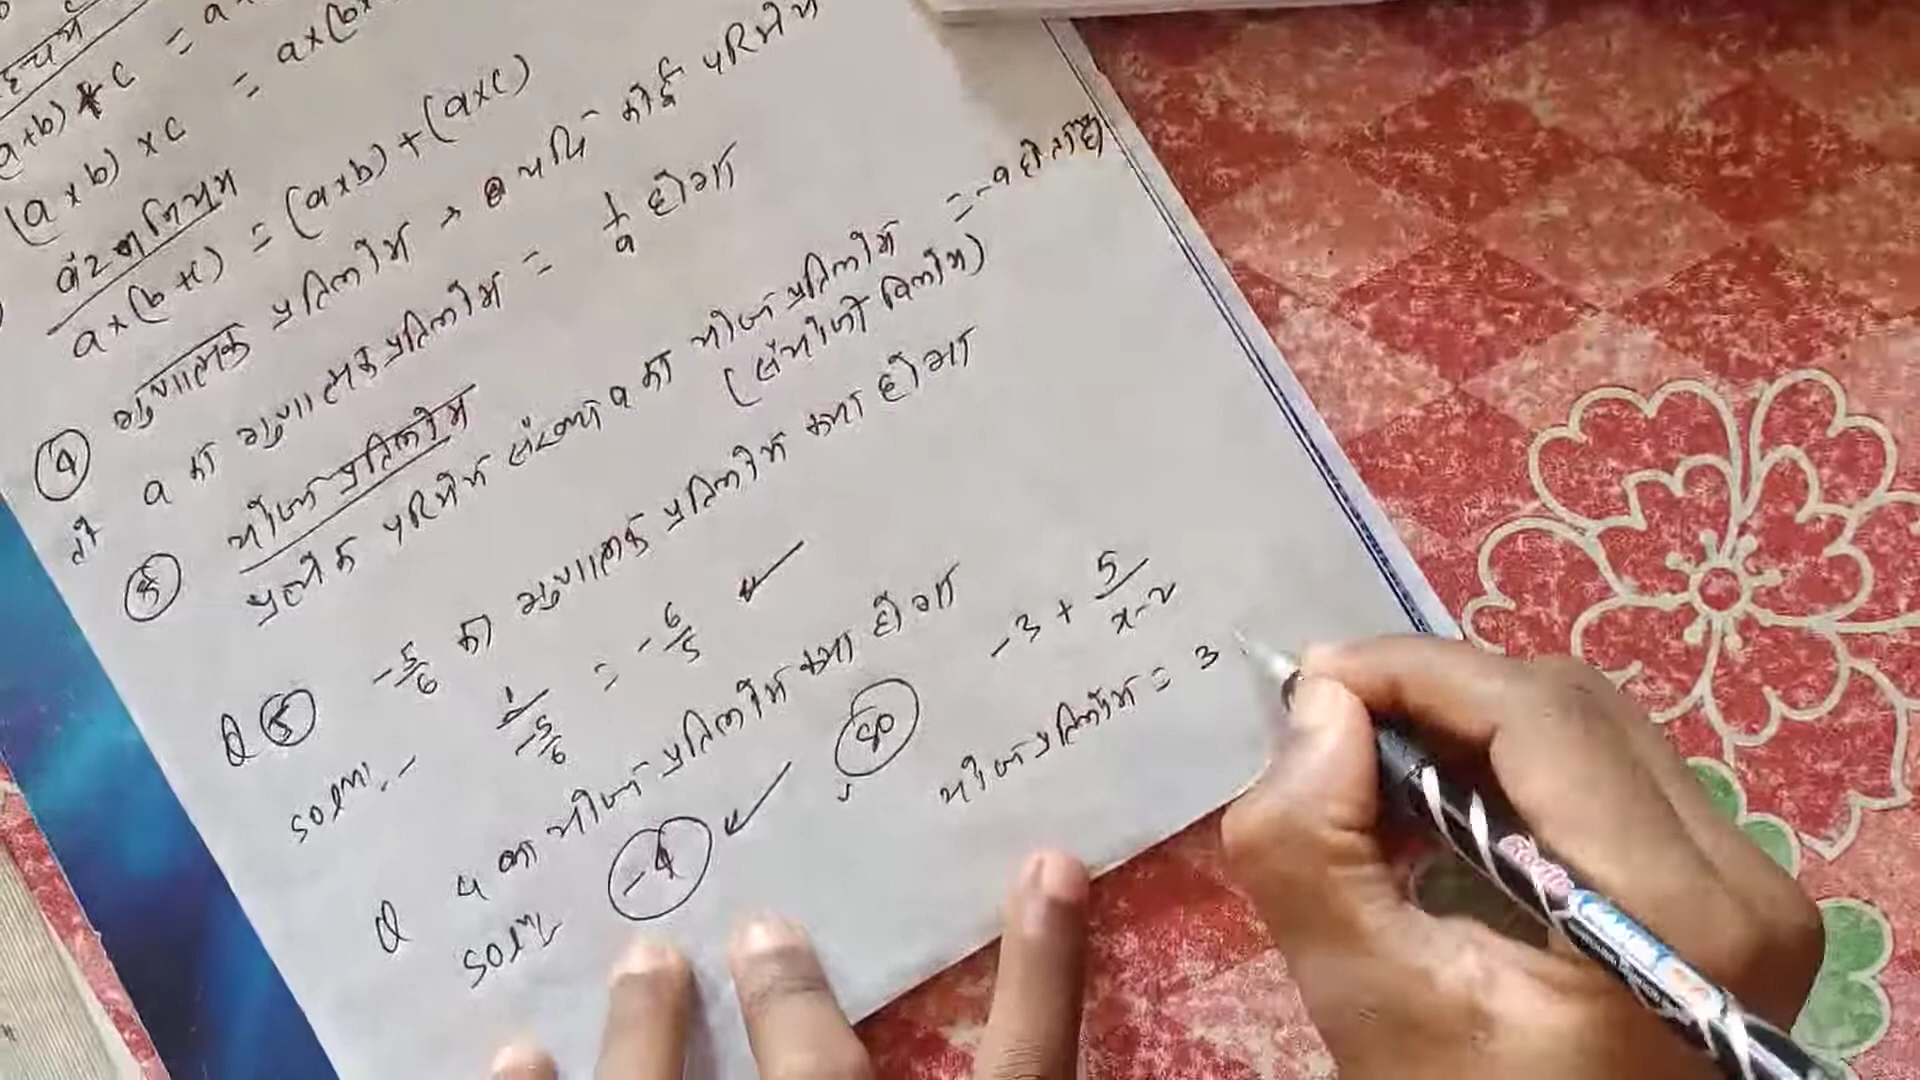 (a+b)+c = a
(a×b)×c = a×(b×
बंटन नियम
a×(b+c) = (a×b)+(a×c)
④ गुणात्मक प्रतिलोम → यदि कोई परिमेय
तो a का गुणात्मक प्रतिलोम = 1/a होगा
⑤ योज्य प्रतिलोम
प्रत्येक परिमेय संख्या a का योज्य प्रतिलोम = -a होता है
(संयोजी विलोम)
Q⑤ -5/6 का गुणात्मक प्रतिलोम क्या होगा
soln:- 1/(-5/6) = -6/5
Q 4 का योज्य प्रतिलोम क्या होगा
soln -4
-3 + 5/(x-2)
योज्य प्रतिलोम = 3